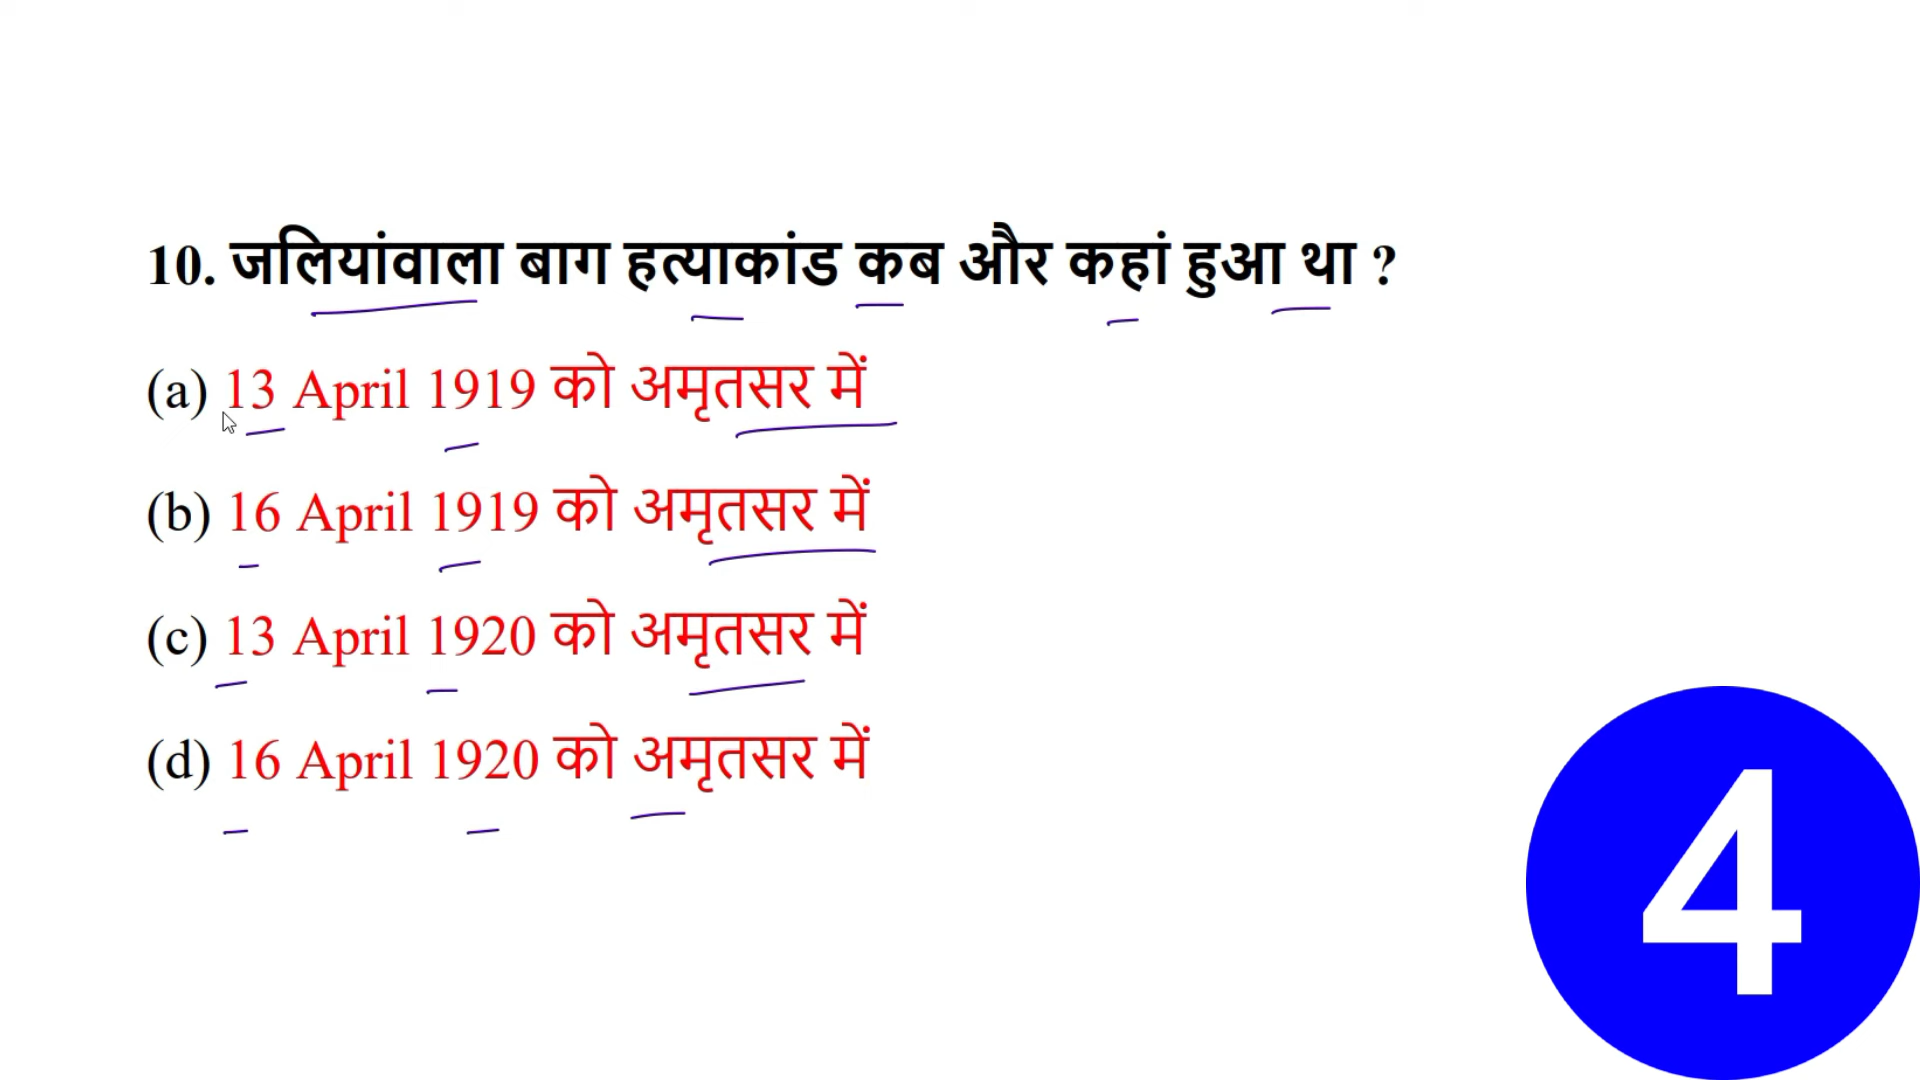 10. जलियांवाला बाग हत्याकांड कब और कहां हुआ था ?
(a) 13 April 1919 को अमृतसर में
(b) 16 April 1919 को अमृतसर में
(c) 13 April 1920 को अमृतसर में
(d) 16 April 1920 को अमृतसर में
4